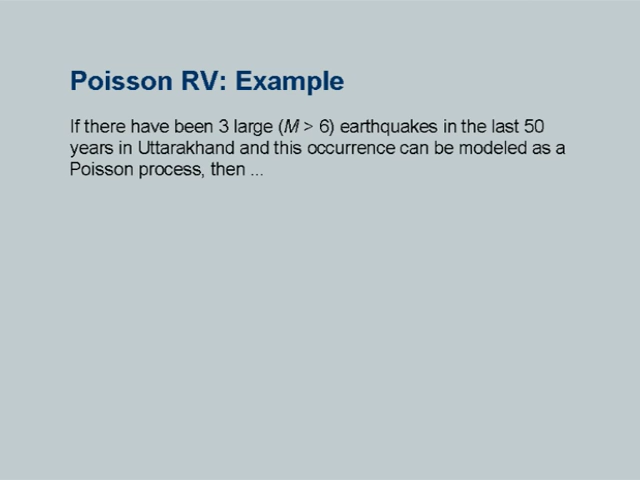 Poisson RV: Example
If there have been 3 large (M > 6) earthquakes in the last 50
years in Uttarakhand and this occurrence can be modeled as a
Poisson process, then ...